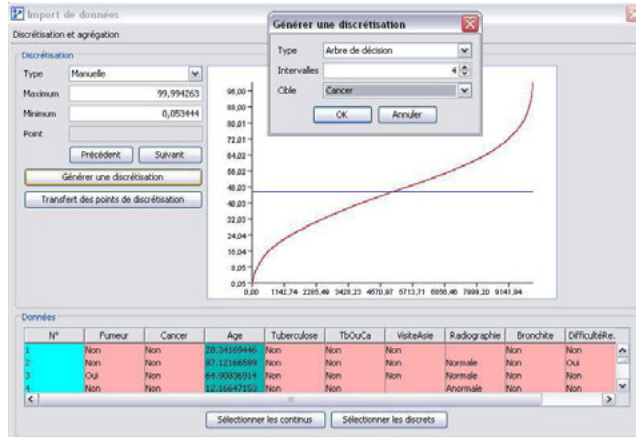 Import de données
Discrétisation et agrégation
Discrétisation
Type Manuelle
Maximum 99,994263
Minimum 0,053444
Point
Précédent Suivant
Générer une discrétisation
Transfert des points de discrétisation
Générer une discrétisation
Type Arbre de décision
Intervalles 4
Cible Cancer
OK Annuler
96,00
88,00
80,01
72,01
64,02
56,02
48,03
40,03
32,03
24,04
16,04
8,05
0,05
0,00 1142,74 2285,49 3428,23 4570,97 5713,71 6856,46 7999,20 9141,94
Données
N° Fumeur Cancer Age Tuberculose TbOuCa VisiteAsie Radiographie Bronchite DifficultéRe.
1 Non Non 28.34169446 Non Non Non Non Non
2 Non Non 87.12166589 Non Non Non Normale Non Oui
3 Oui Non 64.90836914 Non Non Non Normale Non Non
4 Non Non 12.16647153 Non Non Anormale Non Non
Sélectionner les continus Sélectionner les discrets